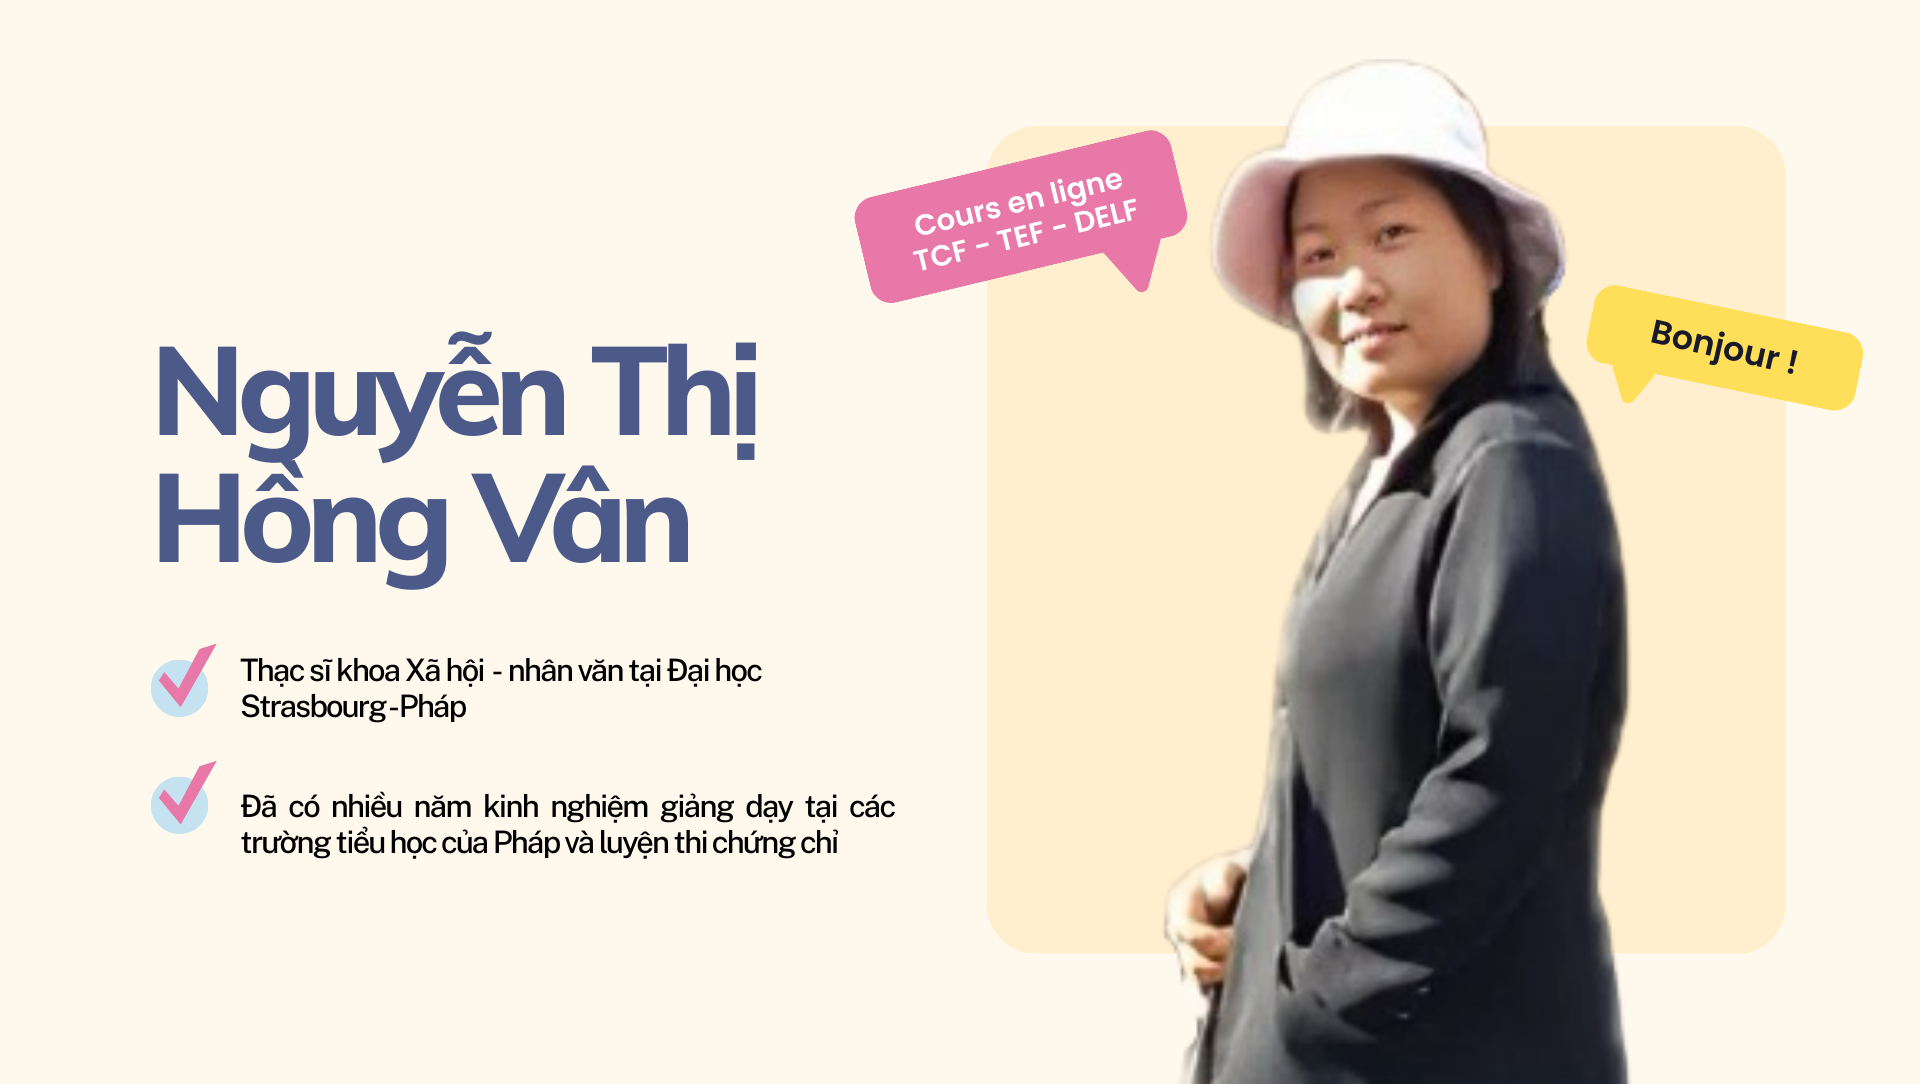 Cours en ligne
TCF - TEF - DELF
Bonjour !
Nguyễn Thị
Hồng Vân
Thạc sĩ khoa Xã hội - nhân văn tại Đại học
Strasbourg - Pháp
Đã có nhiều năm kinh nghiệm giảng dạy tại các
trường tiểu học của Pháp và luyện thi chứng chỉ